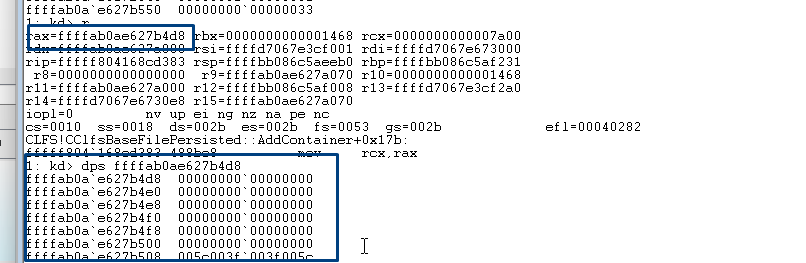 ffffab0a`e627b550 00000000`00000033
1: kd> r
rax=ffffab0ae627b4d8 rbx=0000000000001468 rcx=0000000000007a00
rdx=ffffab0ae627a000 rsi=ffffd7067e3cf001 rdi=ffffd7067e673000
rip=fffff804168cd383 rsp=ffffbb086c5aeeb0 rbp=ffffbb086c5af231
r8=0000000000000000 r9=ffffab0ae627a070 r10=0000000000001468
r11=ffffab0ae627a000 r12=ffffbb086c5af008 r13=ffffd7067e3cf2a0
r14=ffffd7067e6730e8 r15=ffffab0ae627a070
iopl=0 nv up ei ng nz na pe nc
cs=0010 ss=0018 ds=002b es=002b fs=0053 gs=002b efl=00040282
CLFS!CClfsBaseFilePersisted::AddContainer+0x17b:
fffff804`168cd383 488bc8 mov rcx,rax
1: kd> dps ffffab0ae627b4d8
ffffab0a`e627b4d8 00000000`00000000
ffffab0a`e627b4e0 00000000`00000000
ffffab0a`e627b4e8 00000000`00000000
ffffab0a`e627b4f0 00000000`00000000
ffffab0a`e627b4f8 00000000`00000000
ffffab0a`e627b500 00000000`00000000
ffffab0a`e627b508 005c003f`003f005c